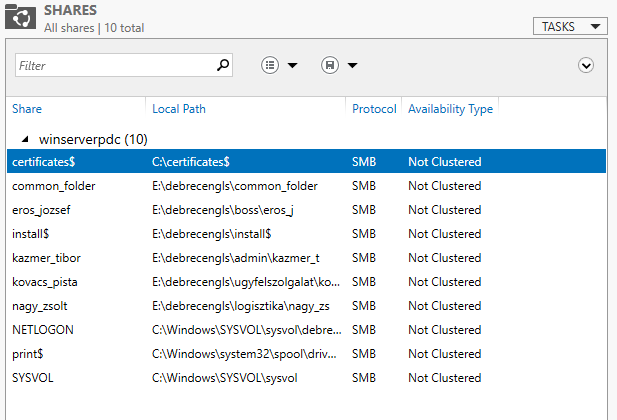 SHARES
All shares | 10 total
TASKS
Filter
Share Local Path Protocol Availability Type
winserverpdc (10)
certificates$ C:\certificates$ SMB Not Clustered
common_folder E:\debrecengls\common_folder SMB Not Clustered
eros_jozsef E:\debrecengls\boss\eros_j SMB Not Clustered
install$ E:\debrecengls\install$ SMB Not Clustered
kazmer_tibor E:\debrecengls\admin\kazmer_t SMB Not Clustered
kovacs_pista E:\debrecengls\ugyfelszolgalat\ko... SMB Not Clustered
nagy_zsolt E:\debrecengls\logisztika\nagy_zs SMB Not Clustered
NETLOGON C:\Windows\SYSVOL\sysvol\debre... SMB Not Clustered
print$ C:\Windows\system32\spool\driv... SMB Not Clustered
SYSVOL C:\Windows\SYSVOL\sysvol SMB Not Clustered